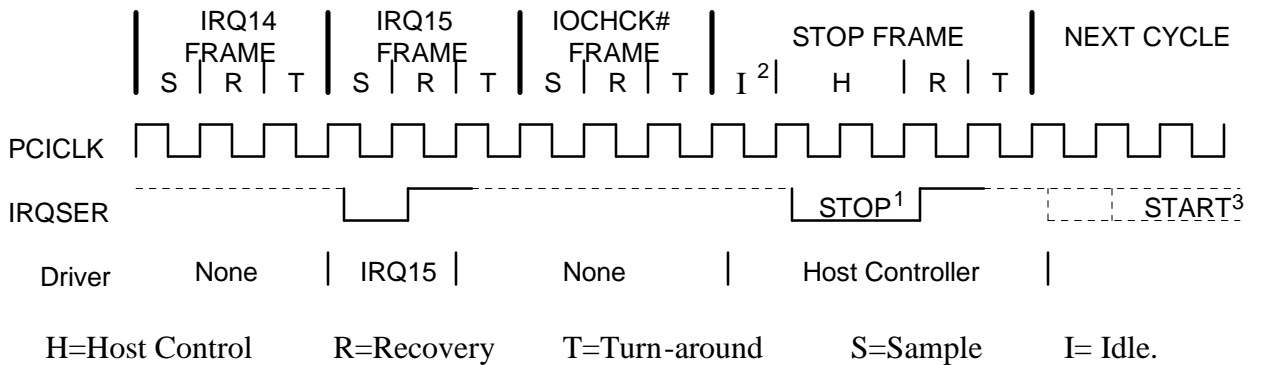 IRQ14 FRAME
IRQ15 FRAME
IOCHCK# FRAME
STOP FRAME
NEXT CYCLE
S R T S R T S R T I 2 H R T
PCICLK
IRQSER STOP1 START3
Driver None IRQ15 None Host Controller
H=Host Control R=Recovery T=Turn-around S=Sample I= Idle.